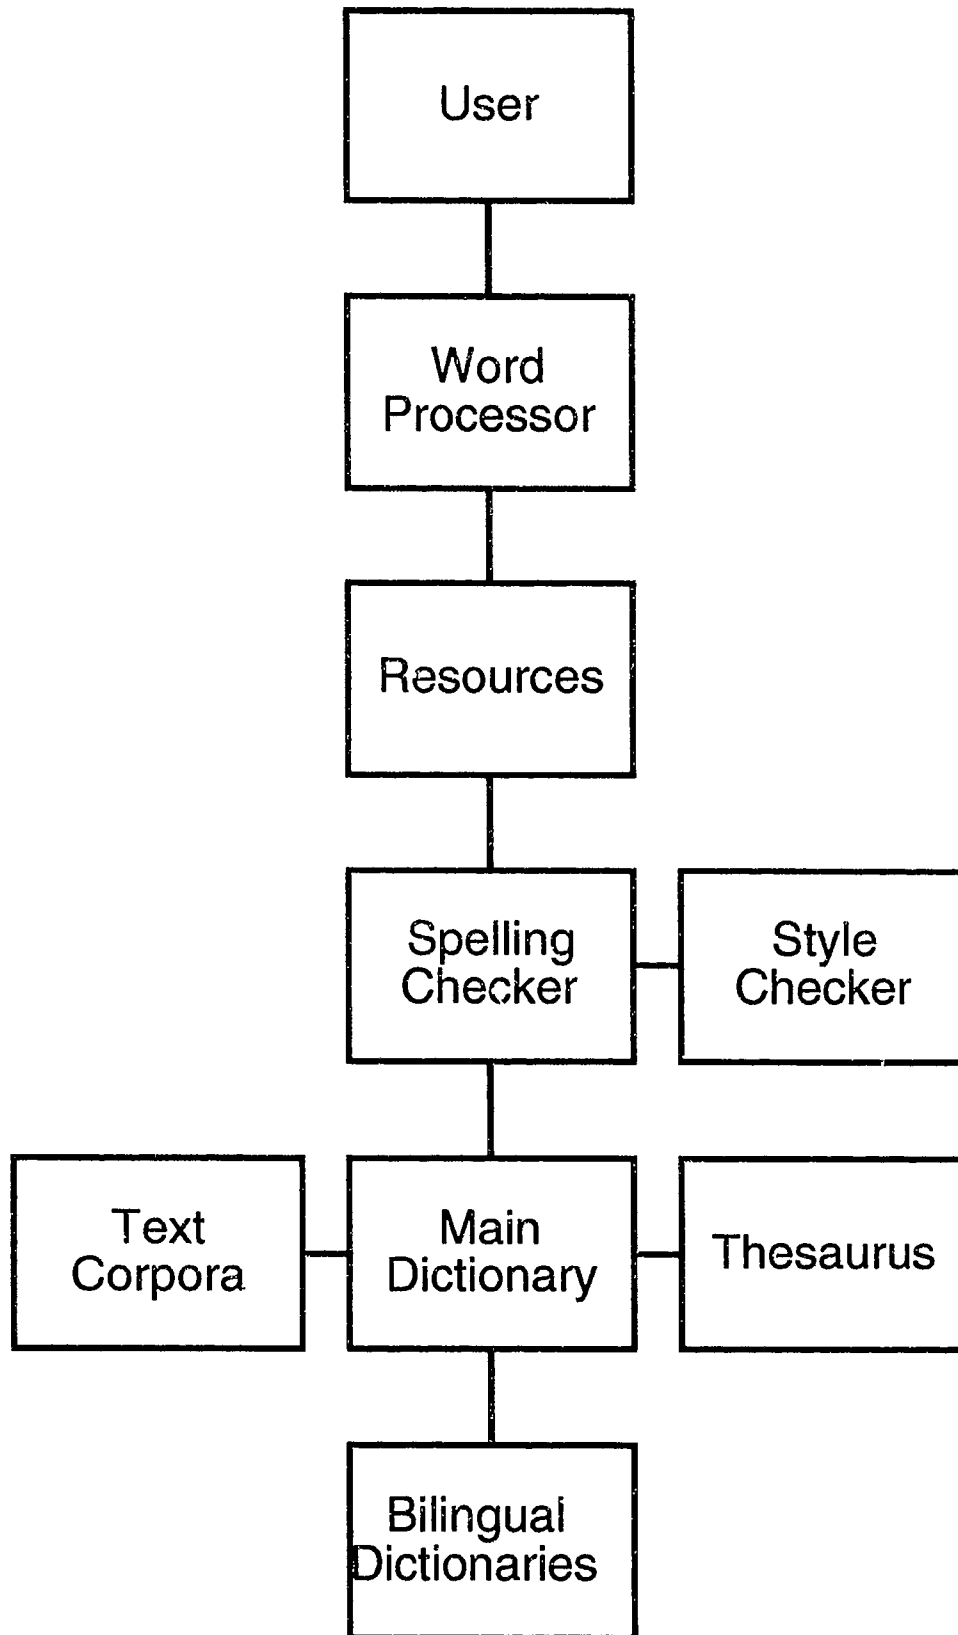 User
Word
Processor
Resources
Spelling
Checker
Style
Checker
Text
Corpora
Main
Dictionary
Thesaurus
Bilingual
Dictionaries